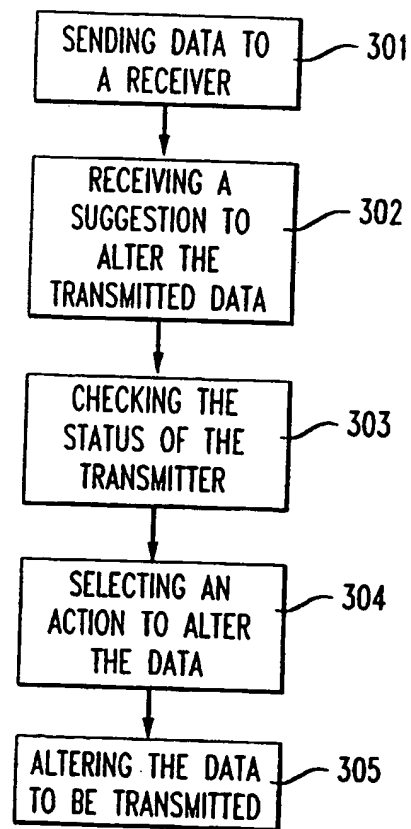 SENDING DATA TO
A RECEIVER
301
RECEIVING A
SUGGESTION TO
ALTER THE
TRANSMITTED DATA
302
CHECKING THE
STATUS OF THE
TRANSMITTER
303
SELECTING AN
ACTION TO ALTER
THE DATA
304
ALTERING THE DATA
TO BE TRANSMITTED
305